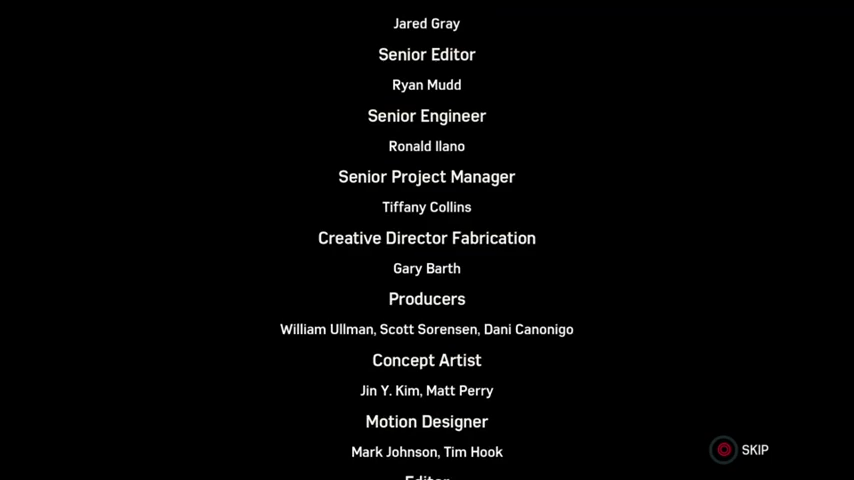 Jared Gray
Senior Editor
Ryan Mudd
Senior Engineer
Ronald Ilano
Senior Project Manager
Tiffany Collins
Creative Director Fabrication
Gary Barth
Producers
William Ullman, Scott Sorensen, Dani Canonigo
Concept Artist
Jin Y. Kim, Matt Perry
Motion Designer
Mark Johnson, Tim Hook
SKIP
Editor